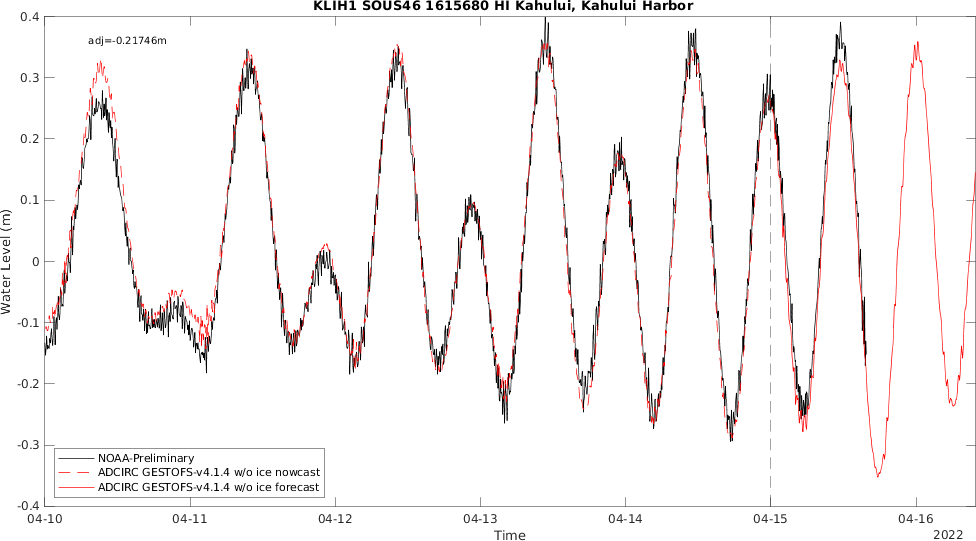 KLIH1 SOUS46 1615680 HI Kahului, Kahului Harbor
adj=-0.21746m
0.4
0.3
0.2
0.1
0
-0.1
-0.2
-0.3
-0.4
Water Level (m)
NOAA-Preliminary
ADCIRC GESTOFS-v4.1.4 w/o ice nowcast
ADCIRC GESTOFS-v4.1.4 w/o ice forecast
04-10 04-11 04-12 04-13 04-14 04-15 04-16
Time
2022